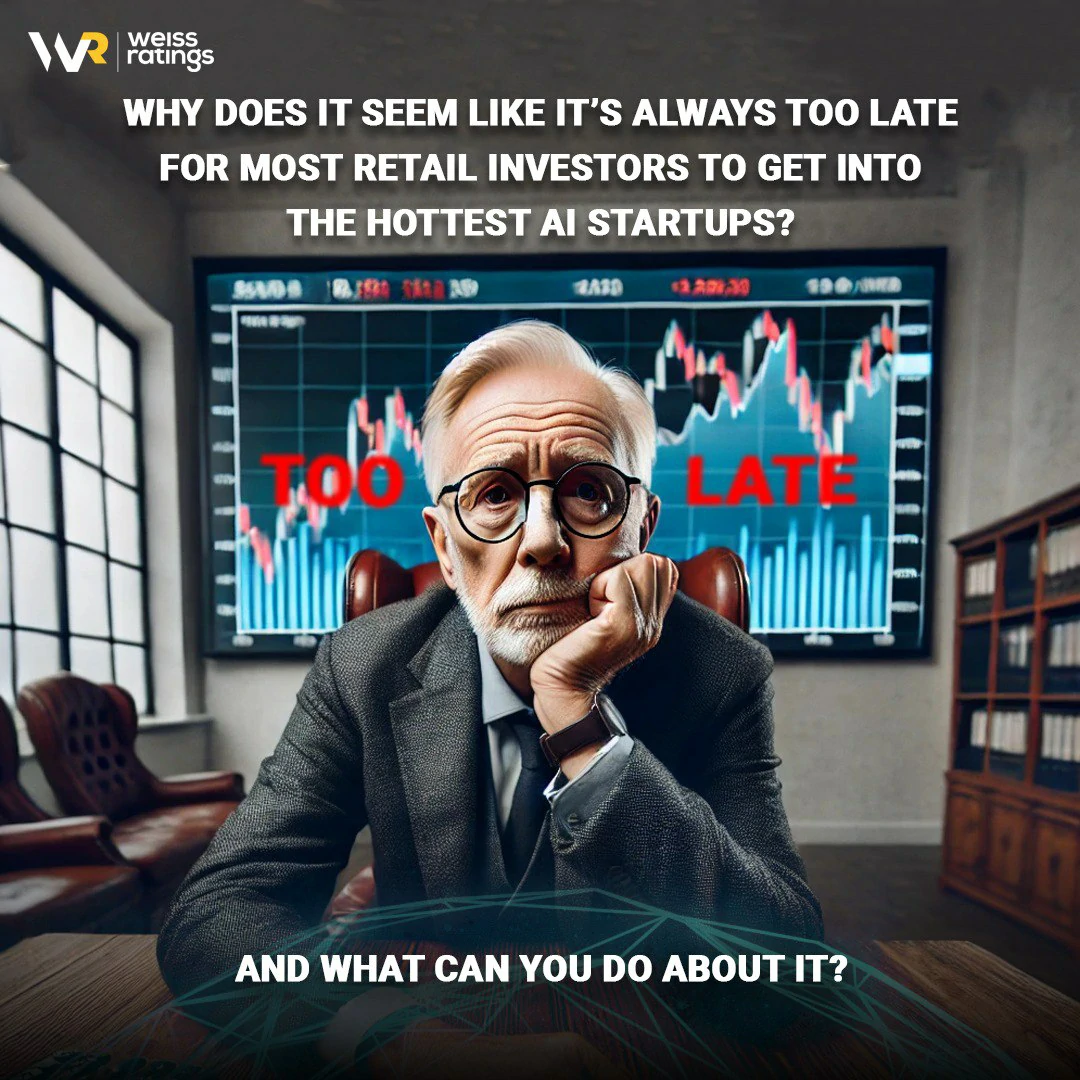 WR
weiss
ratings
WHY DOES IT SEEM LIKE IT'S ALWAYS TOO LATE
FOR MOST RETAIL INVESTORS TO GET INTO
THE HOTTEST AI STARTUPS?
TOO LATE
AND WHAT CAN YOU DO ABOUT IT?